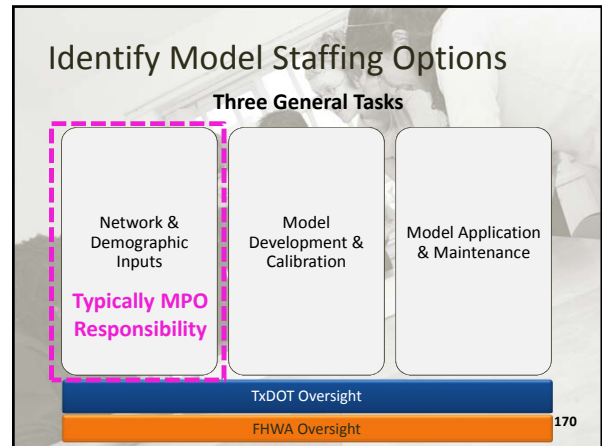 Identify Model Staffing Options
Three General Tasks
Network &
Demographic
Inputs
Typically MPO
Responsibility
Model
Development &
Calibration
Model Application
& Maintenance
TxDOT Oversight
FHWA Oversight
170